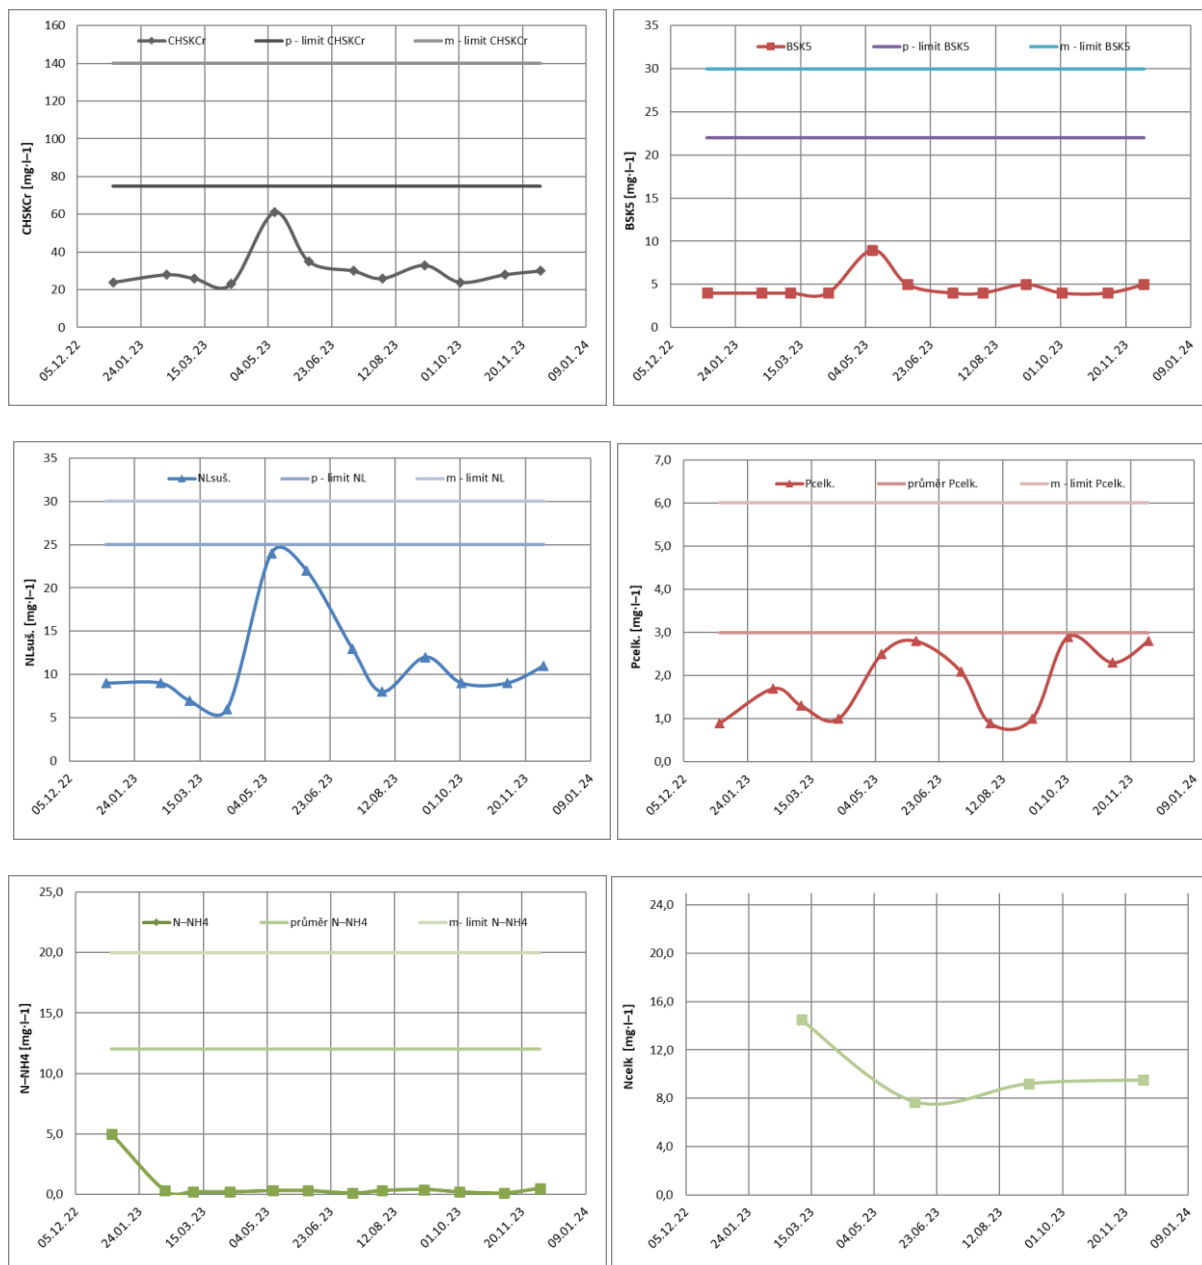 CHSKCr p - limit CHSKCr m - limit CHSKCr
CHSKCr [mg·l–1]
160
140
120
100
80
60
40
20
0
05.12. 22 24.01. 23 15.03. 23 04.05. 23 23.06. 23 12.08. 23 01.10. 23 20.11. 23 09.01. 24
BSK5 p - limit BSK5 m - limit BSK5
BSK5 [mg·l–1]
35
30
25
20
15
10
5
0
05.12. 22 24.01. 23 15.03. 23 04.05. 23 23.06. 23 12.08. 23 01.10. 23 20.11. 23 09.01. 24
NLsuš. p - limit NL m - limit NL
NLsuš. [mg·l–1]
35
30
25
20
15
10
5
0
05.12. 22 24.01. 23 15.03. 23 04.05. 23 23.06. 23 12.08. 23 01.10. 23 20.11. 23 09.01. 24
Pcelk. průměr Pcelk. m - limit Pcelk.
Pcelk. [mg·l–1]
7,0
6,0
5,0
4,0
3,0
2,0
1,0
0,0
05.12. 22 24.01. 23 15.03. 23 04.05. 23 23.06. 23 12.08. 23 01.10. 23 20.11. 23 09.01. 24
N–NH4 průměr N–NH4 m- limit N–NH4
N–NH4 [mg·l–1]
25,0
20,0
15,0
10,0
5,0
0,0
05.12. 22 24.01. 23 15.03. 23 04.05. 23 23.06. 23 12.08. 23 01.10. 23 20.11. 23 09.01. 24
Ncelk [mg·l–1]
24,0
20,0
16,0
12,0
8,0
4,0
0,0
05.12. 22 24.01. 23 15.03. 23 04.05. 23 23.06. 23 12.08. 23 01.10. 23 20.11. 23 09.01. 24